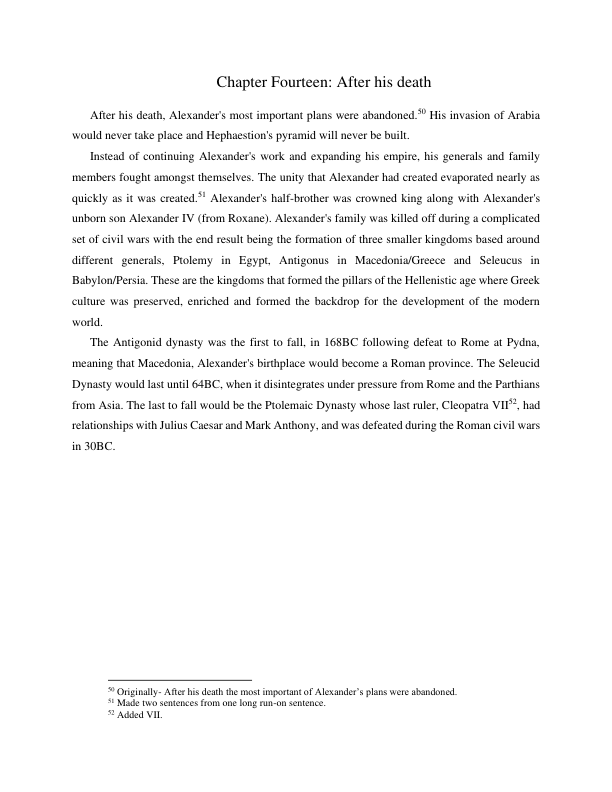 Chapter Fourteen: After his death
After his death, Alexander's most important plans were abandoned.50 His invasion of Arabia
would never take place and Hephaestion's pyramid will never be built.
Instead of continuing Alexander's work and expanding his empire, his generals and family
members fought amongst themselves. The unity that Alexander had created evaporated nearly as
quickly as it was created.51 Alexander's half-brother was crowned king along with Alexander's
unborn son Alexander IV (from Roxane). Alexander's family was killed off during a complicated
set of civil wars with the end result being the formation of three smaller kingdoms based around
different generals, Ptolemy in Egypt, Antigonus in Macedonia/Greece and Seleucus in
Babylon/Persia. These are the kingdoms that formed the pillars of the Hellenistic age where Greek
culture was preserved, enriched and formed the backdrop for the development of the modern
world.
The Antigonid dynasty was the first to fall, in 168BC following defeat to Rome at Pydna,
meaning that Macedonia, Alexander's birthplace would become a Roman province. The Seleucid
Dynasty would last until 64BC, when it disintegrates under pressure from Rome and the Parthians
from Asia. The last to fall would be the Ptolemaic Dynasty whose last ruler, Cleopatra VII52, had
relationships with Julius Caesar and Mark Anthony, and was defeated during the Roman civil wars
in 30BC.
50 Originally- After his death the most important of Alexander’s plans were abandoned.
51 Made two sentences from one long run-on sentence.
52 Added VII.